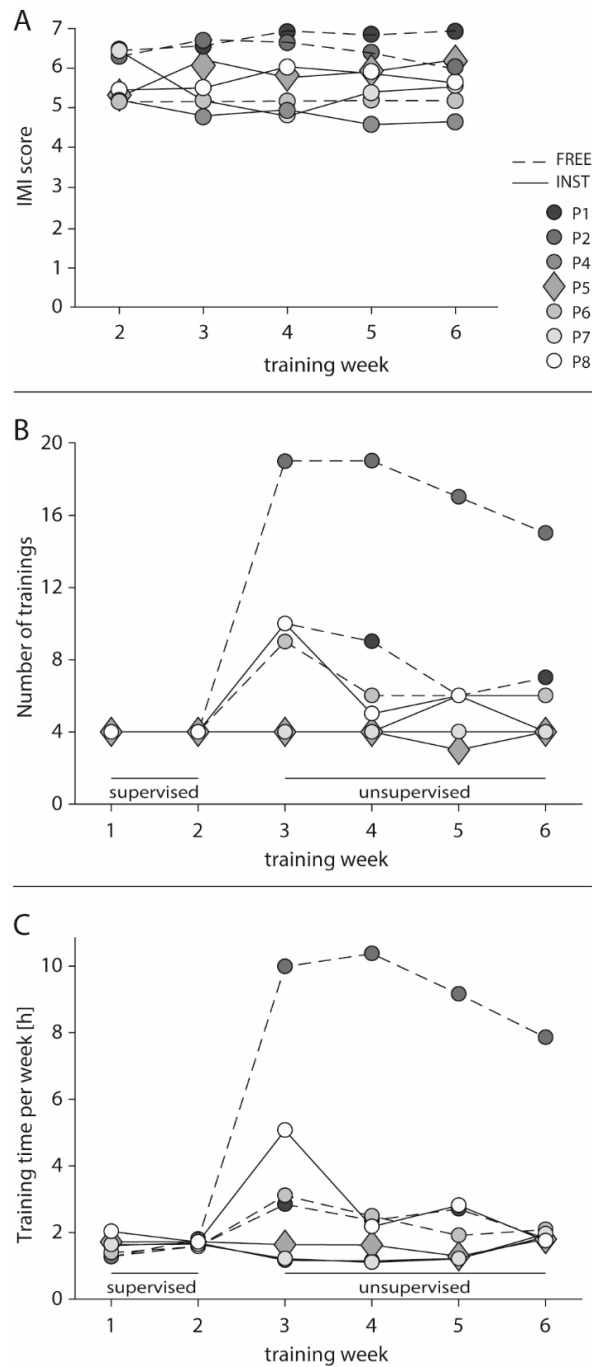 A
IMI score
7
6
5
4
3
2
1
0
2 3 4 5 6
training week
FREE
INST
P1
P2
P4
P5
P6
P7
P8
B
Number of trainings
20
16
12
8
4
0
supervised unsupervised
1 2 3 4 5 6
training week
C
Training time per week [h]
10
8
6
4
2
0
supervised unsupervised
1 2 3 4 5 6
training week